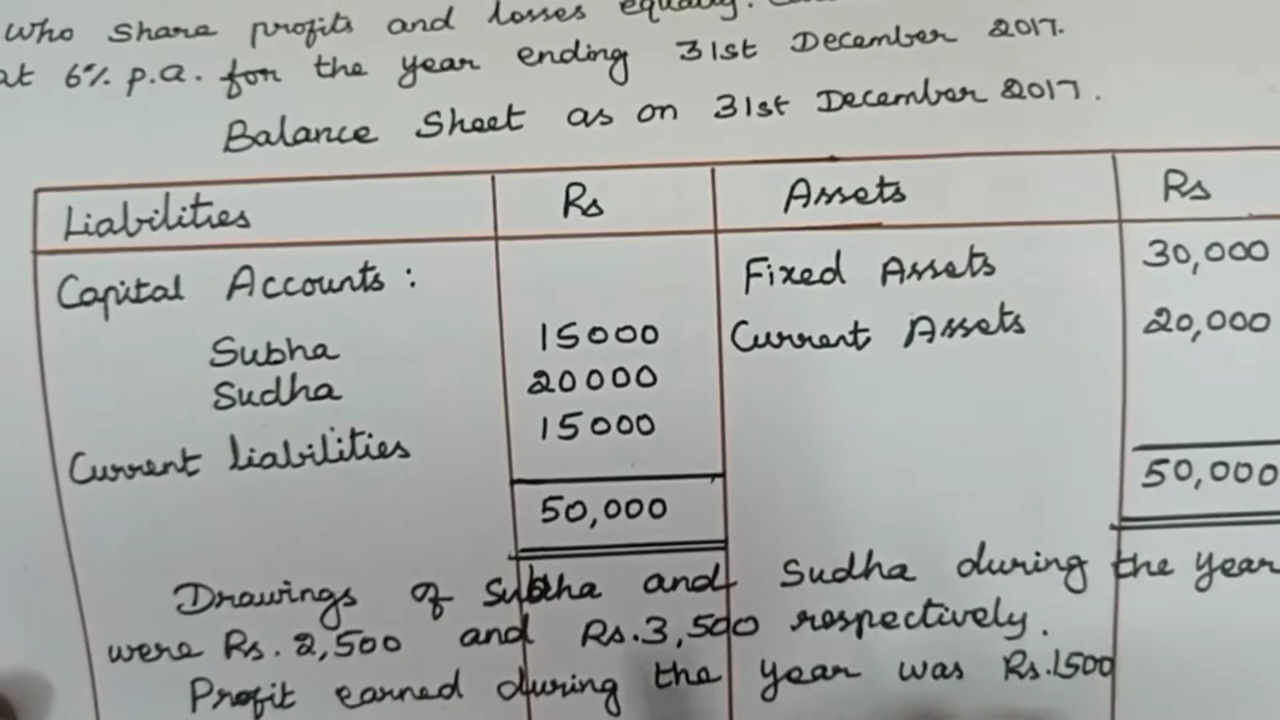 Who share profits and losses equally.
at 6% p.a. for the year ending 31st December 2017.
Balance Sheet as on 31st December 2017.
Liabilities Rs Assets Rs
Capital Accounts : Fixed Assets 30,000
Subha 15000 Current Assets 20,000
Sudha 20000
Current liabilities 15000
50,000 50,000
Drawings of Subha and Sudha during the year
were Rs. 2,500 and Rs. 3,500 respectively.
Profit earned during the year was Rs. 1500